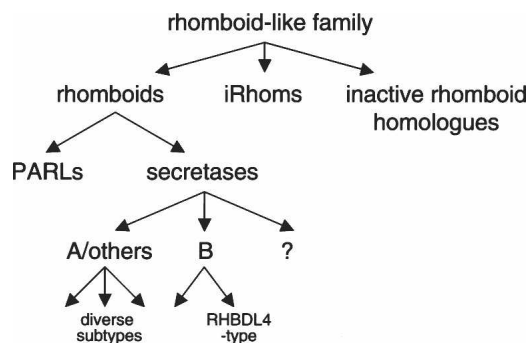 rhomboid-like family
rhomboids iRhoms inactive rhomboid
homologues
PARLs secretases
A/others B ?
diverse RHBDL4
subtypes -type